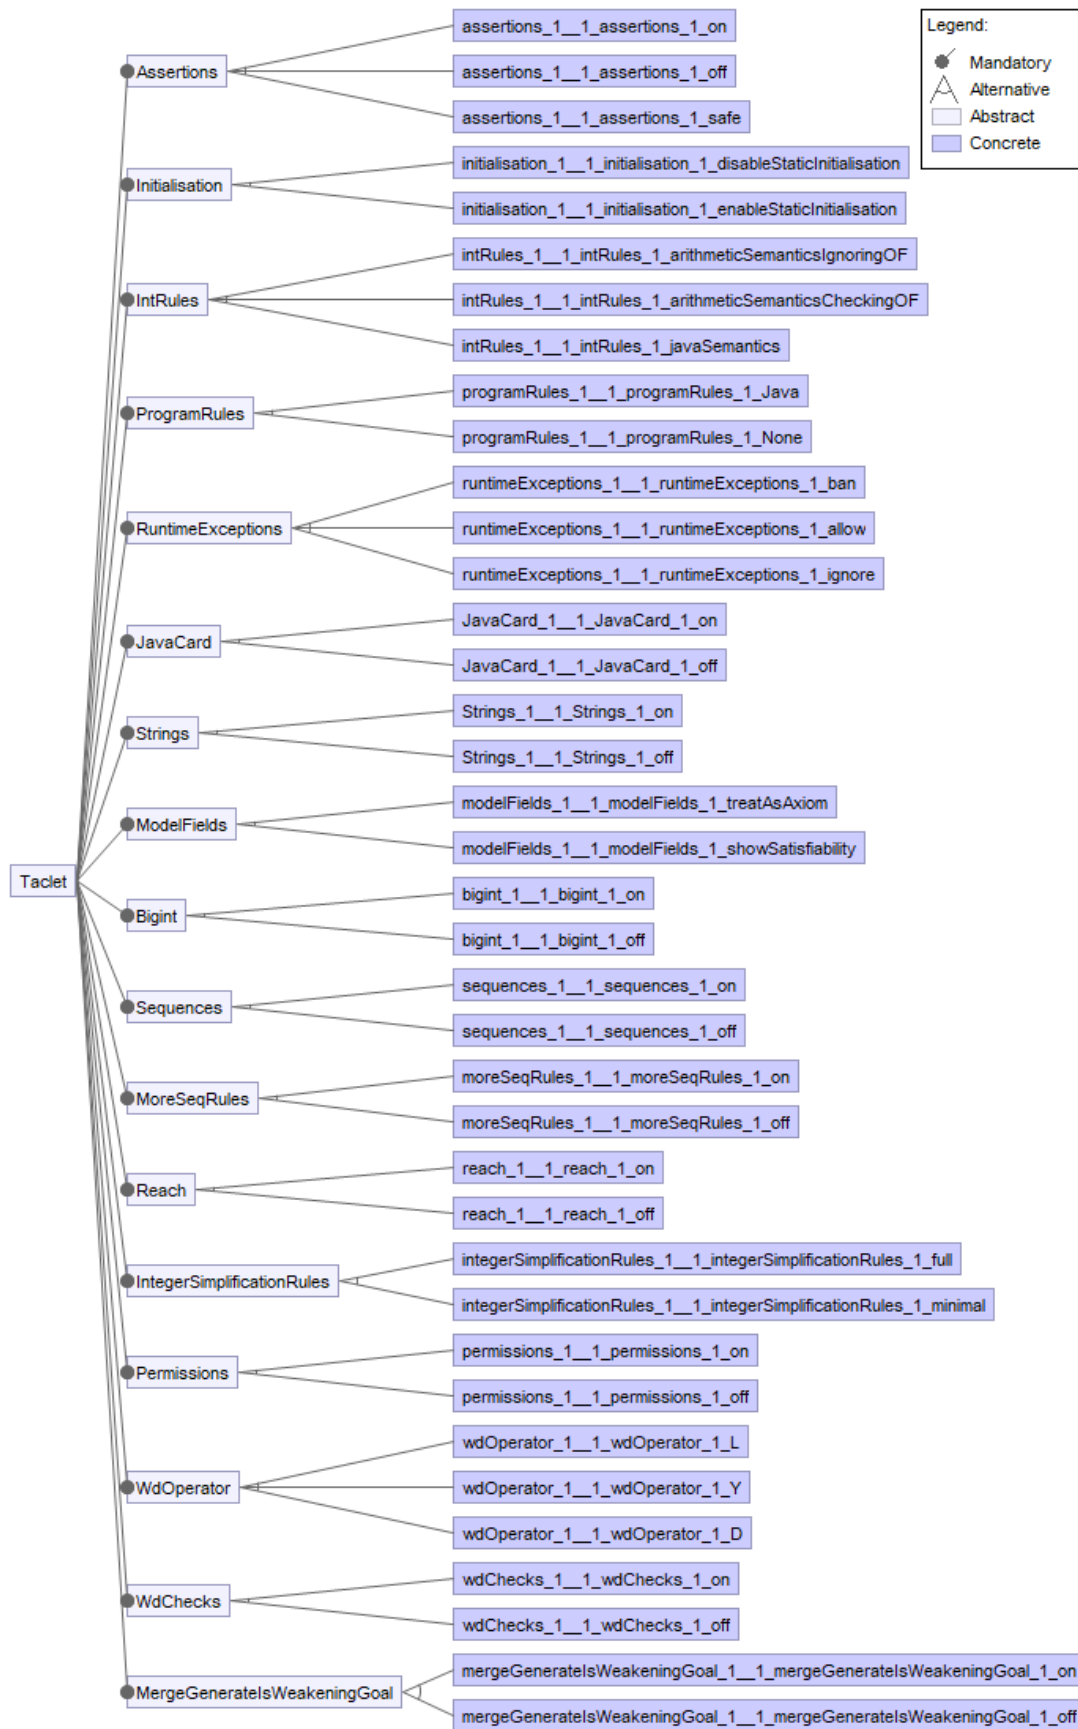 assertions_1__1_assertions_1_on
Legend:
Mandatory
Assertions
assertions_1__1_assertions_1_off
Alternative
Abstract
assertions_1__1_assertions_1_safe
Concrete
initialisation_1__1_initialisation_1_disableStaticInitialisation
Initialisation
initialisation_1__1_initialisation_1_enableStaticInitialisation
intRules_1__1_intRules_1_arithmeticSemanticsIgnoringOF
IntRules
intRules_1__1_intRules_1_arithmeticSemanticsCheckingOF
intRules_1__1_intRules_1_javaSemantics
programRules_1__1_programRules_1_Java
ProgramRules
programRules_1__1_programRules_1_None
runtimeExceptions_1__1_runtimeExceptions_1_ban
RuntimeExceptions
runtimeExceptions_1__1_runtimeExceptions_1_allow
runtimeExceptions_1__1_runtimeExceptions_1_ignore
JavaCard_1__1_JavaCard_1_on
JavaCard
JavaCard_1__1_JavaCard_1_off
Strings_1__1_Strings_1_on
Strings
Strings_1__1_Strings_1_off
modelFields_1__1_modelFields_1_treatAsAxiom
ModelFields
modelFields_1__1_modelFields_1_showSatisfiability
Taclet
bigint_1__1_bigint_1_on
Bigint
bigint_1__1_bigint_1_off
sequences_1__1_sequences_1_on
Sequences
sequences_1__1_sequences_1_off
moreSeqRules_1__1_moreSeqRules_1_on
MoreSeqRules
moreSeqRules_1__1_moreSeqRules_1_off
reach_1__1_reach_1_on
Reach
reach_1__1_reach_1_off
integerSimplificationRules_1__1_integerSimplificationRules_1_full
IntegerSimplificationRules
integerSimplificationRules_1__1_integerSimplificationRules_1_minimal
permissions_1__1_permissions_1_on
Permissions
permissions_1__1_permissions_1_off
wdOperator_1__1_wdOperator_1_L
WdOperator
wdOperator_1__1_wdOperator_1_Y
wdOperator_1__1_wdOperator_1_D
wdChecks_1__1_wdChecks_1_on
WdChecks
wdChecks_1__1_wdChecks_1_off
mergeGenerateIsWeakeningGoal_1__1_mergeGenerateIsWeakeningGoal_1_on
MergeGenerateIsWeakeningGoal
mergeGenerateIsWeakeningGoal_1__1_mergeGenerateIsWeakeningGoal_1_off